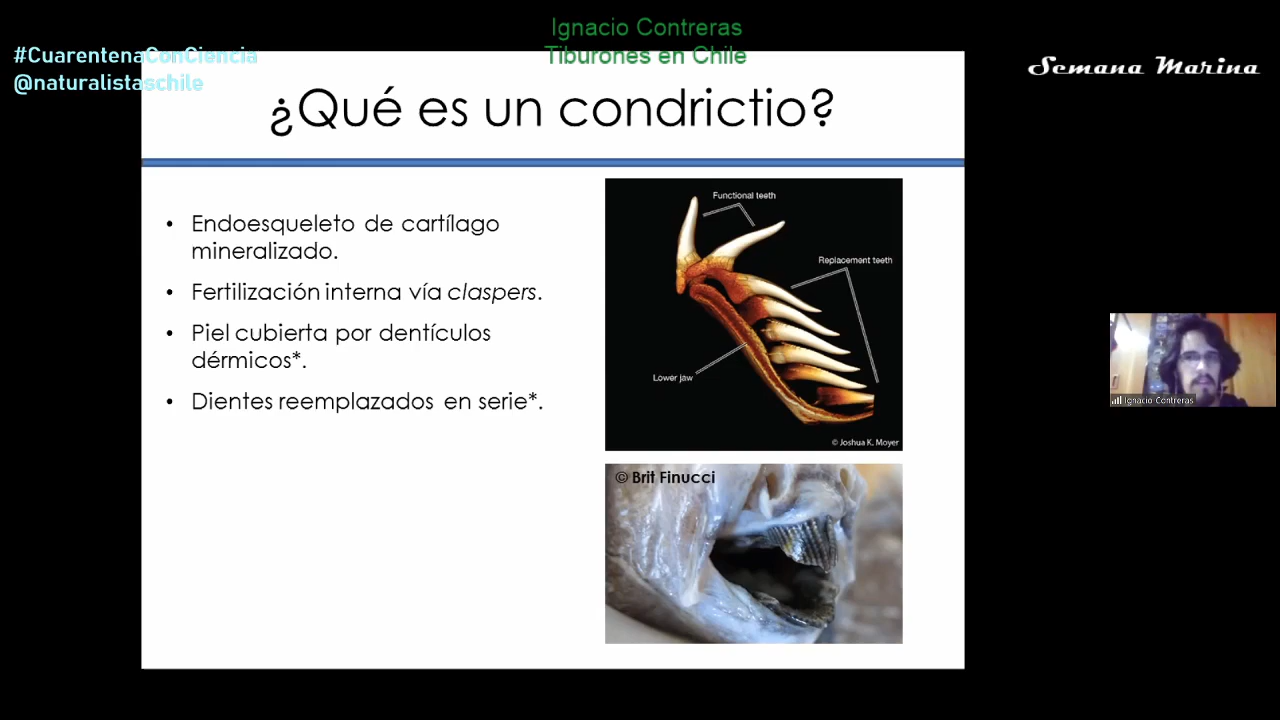 Ignacio Contreras
Tiburones en Chile
#CuarentenaConCiencia
@naturalistaschile
Semana Marina
¿Qué es un condrictio?
• Endoesqueleto de cartílago
mineralizado.
• Fertilización interna vía claspers.
• Piel cubierta por dentículos
dérmicos*.
• Dientes reemplazados en serie*.
Functional teeth
Replacement teeth
Lower jaw
© Joshua K. Moyer
© Brit Finucci
Ignacio Contreras